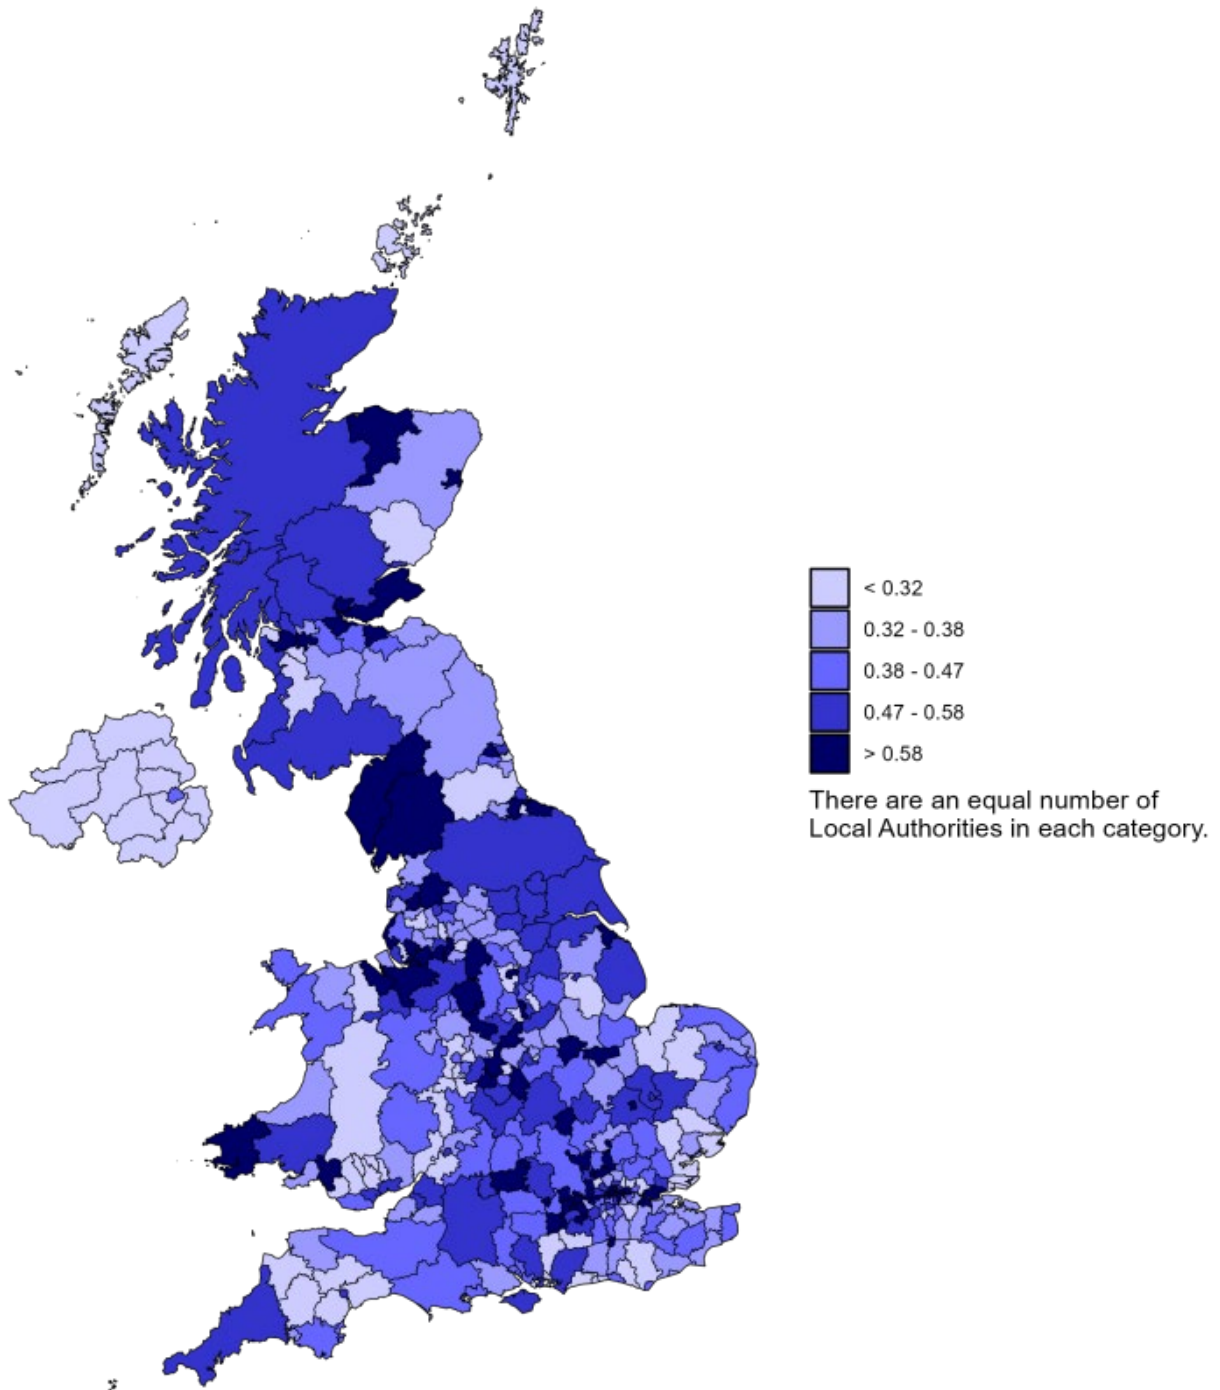 < 0.32
0.32 - 0.38
0.38 - 0.47
0.47 - 0.58
> 0.58
There are an equal number of
Local Authorities in each category.